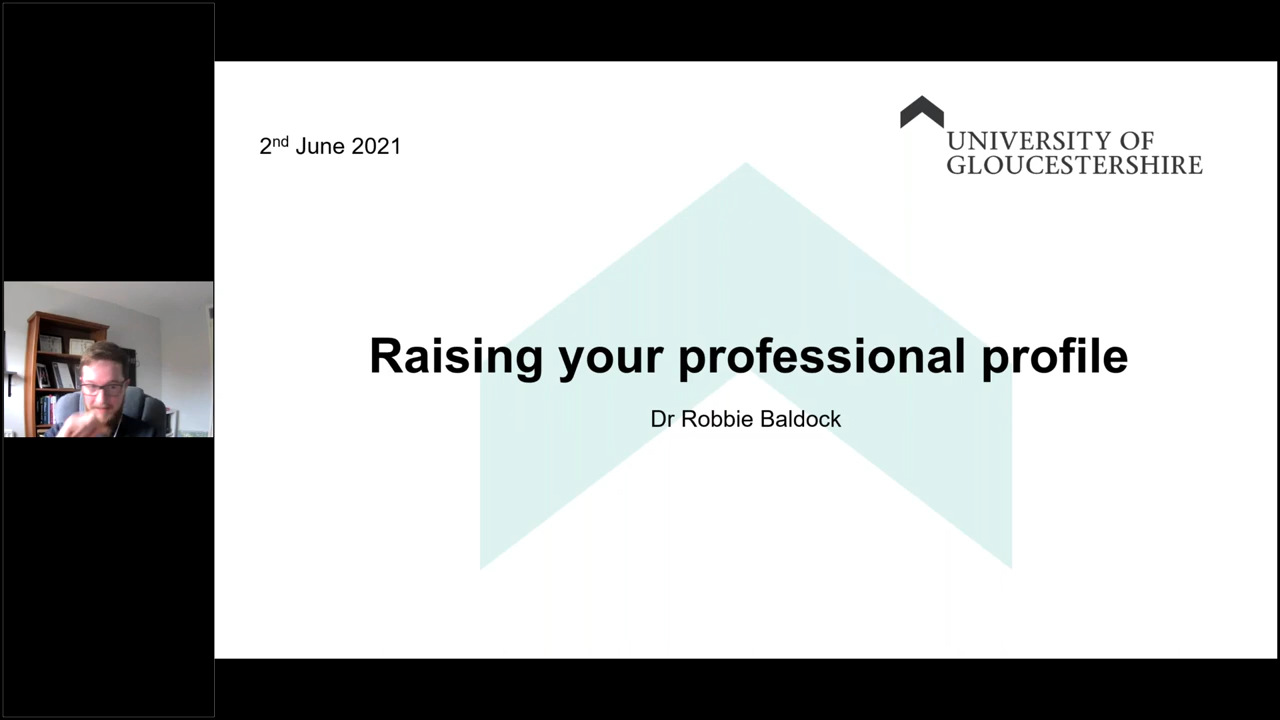 2nd June 2021
UNIVERSITY OF
GLOUCESTERSHIRE
Raising your professional profile
Dr Robbie Baldock